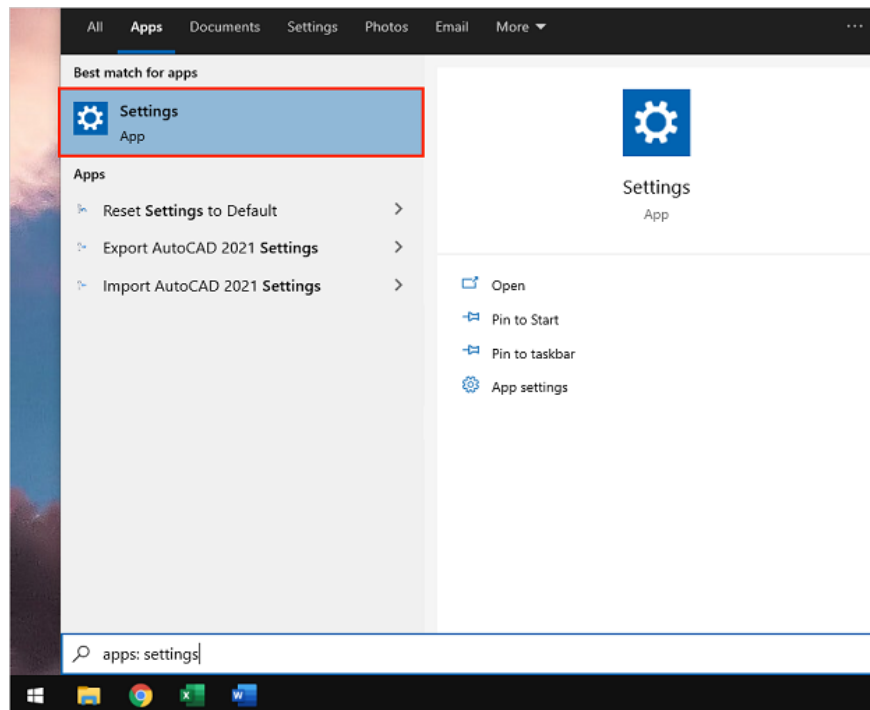 All Apps Documents Settings Photos Email More
Best match for apps
Settings
App
Apps
Reset Settings to Default
Export AutoCAD 2021 Settings
Import AutoCAD 2021 Settings
Settings
App
Open
Pin to Start
Pin to taskbar
App settings
apps: settings